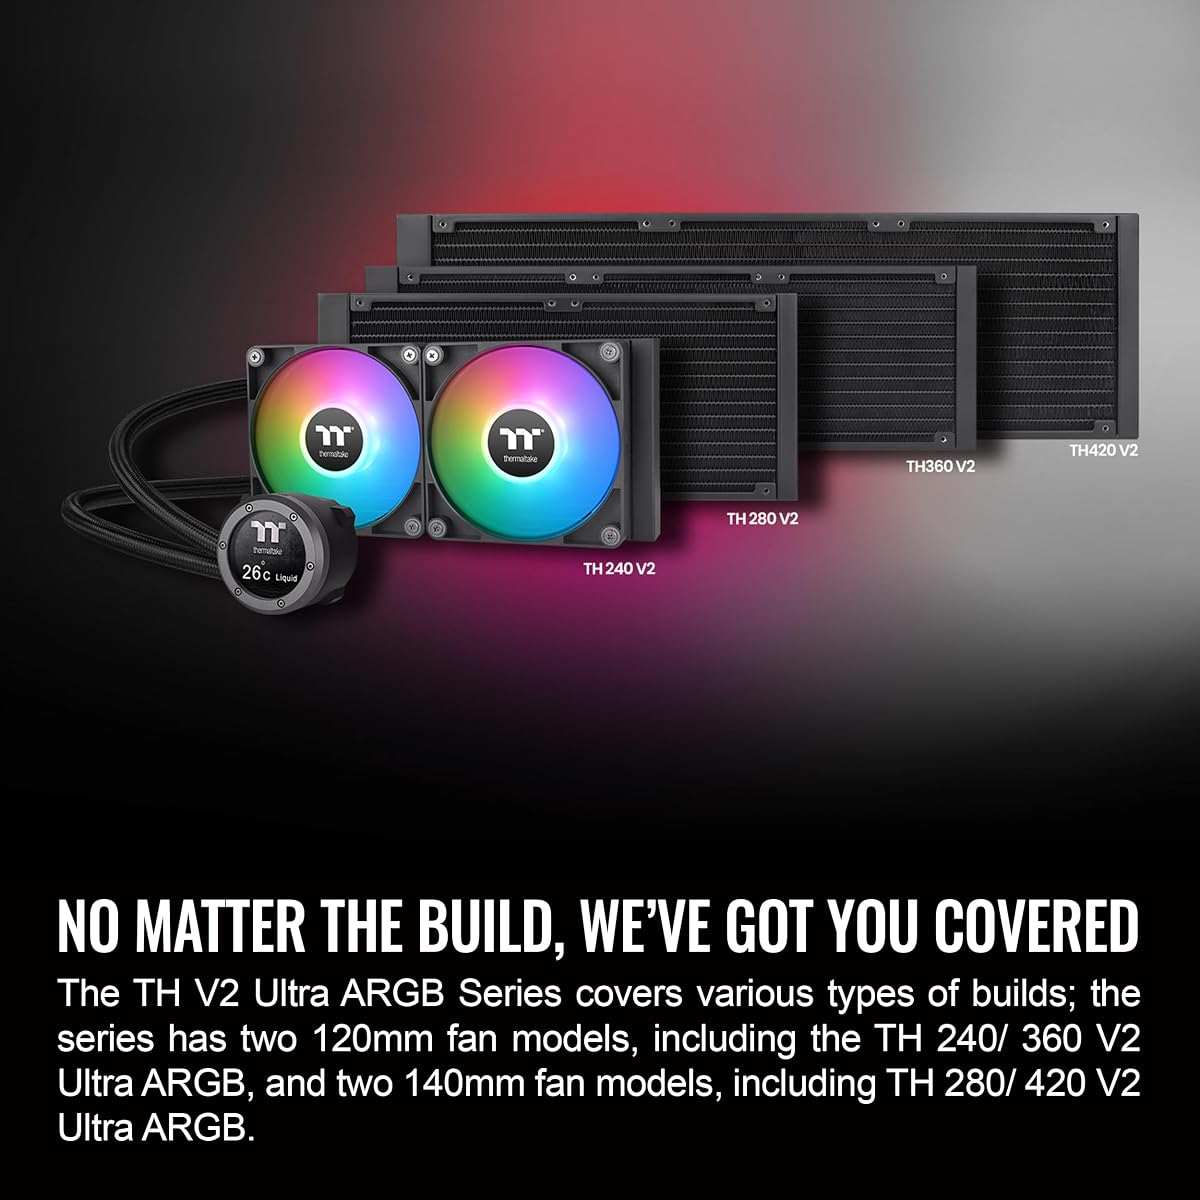 TH420 V2
TH360 V2
TH 280 V2
TH 240 V2
thermaltake
thermaltake
thermaltake
26°C Liquid
NO MATTER THE BUILD, WE'VE GOT YOU COVERED
The TH V2 Ultra ARGB Series covers various types of builds; the
series has two 120mm fan models, including the TH 240/ 360 V2
Ultra ARGB, and two 140mm fan models, including TH 280/ 420 V2
Ultra ARGB.